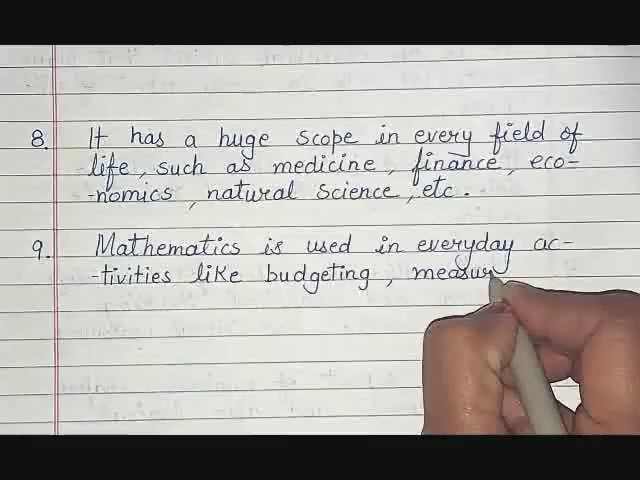 8. It has a huge scope in every field of
life, such as medicine, finance, eco-
-nomics, natural science, etc.
9. Mathematics is used in everyday ac-
-tivities like budgeting, measur